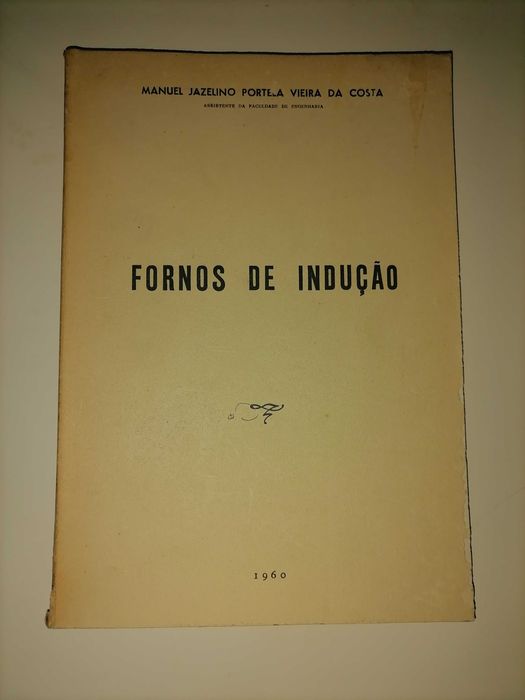 MANUEL JAZELINO PORTELA VIEIRA DA COSTA
ASSISTENTE DA FACULDADE DE ENGENHARIA
FORNOS DE INDUÇÃO
1960